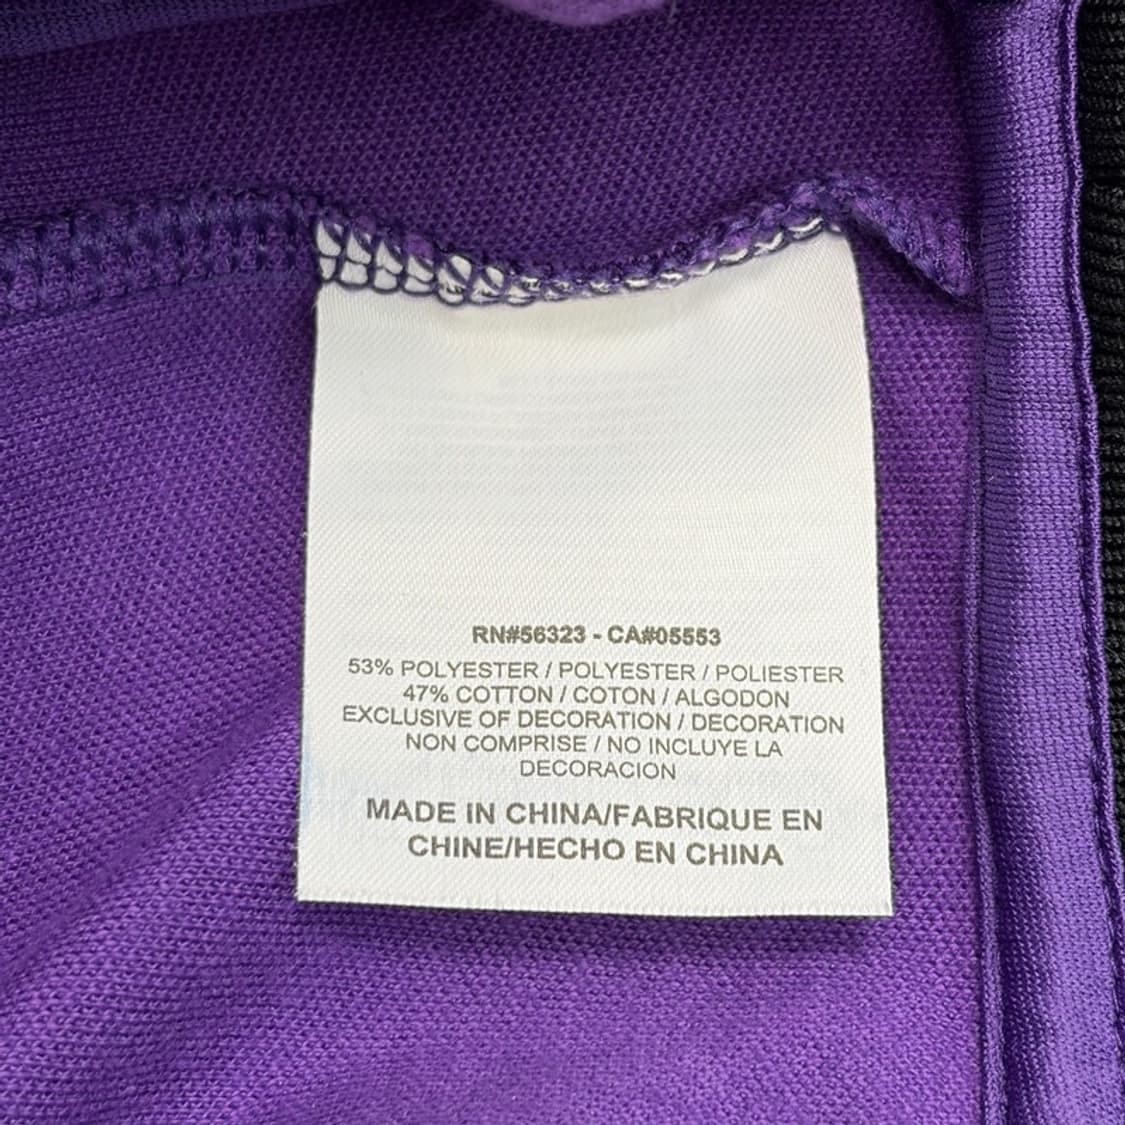 RN#56323 - CA#05553
53% POLYESTER / POLYESTER / POLIESTER
47% COTTON / COTON / ALGODON
EXCLUSIVE OF DECORATION / DECORATION
NON COMPRISE / NO INCLUYE LA
DECORACION
MADE IN CHINA/FABRIQUE EN
CHINE/HECHO EN CHINA